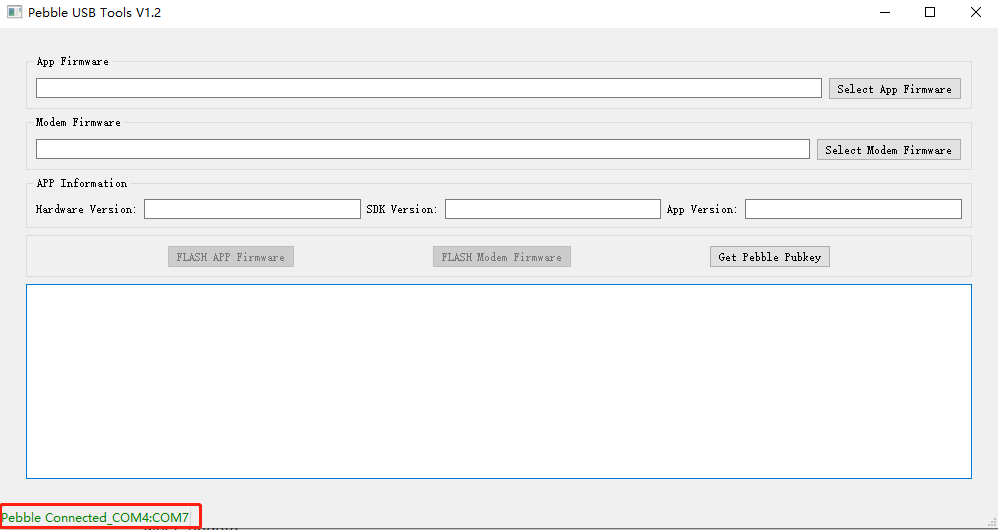 Pebble USB Tools V1.2
App Firmware
Select App Firmware
Modem Firmware
Select Modem Firmware
APP Information
Hardware Version: SDK Version: App Version:
FLASH APP Firmware FLASH Modem Firmware Get Pebble Pubkey
Pebble Connected_COM4:COM7